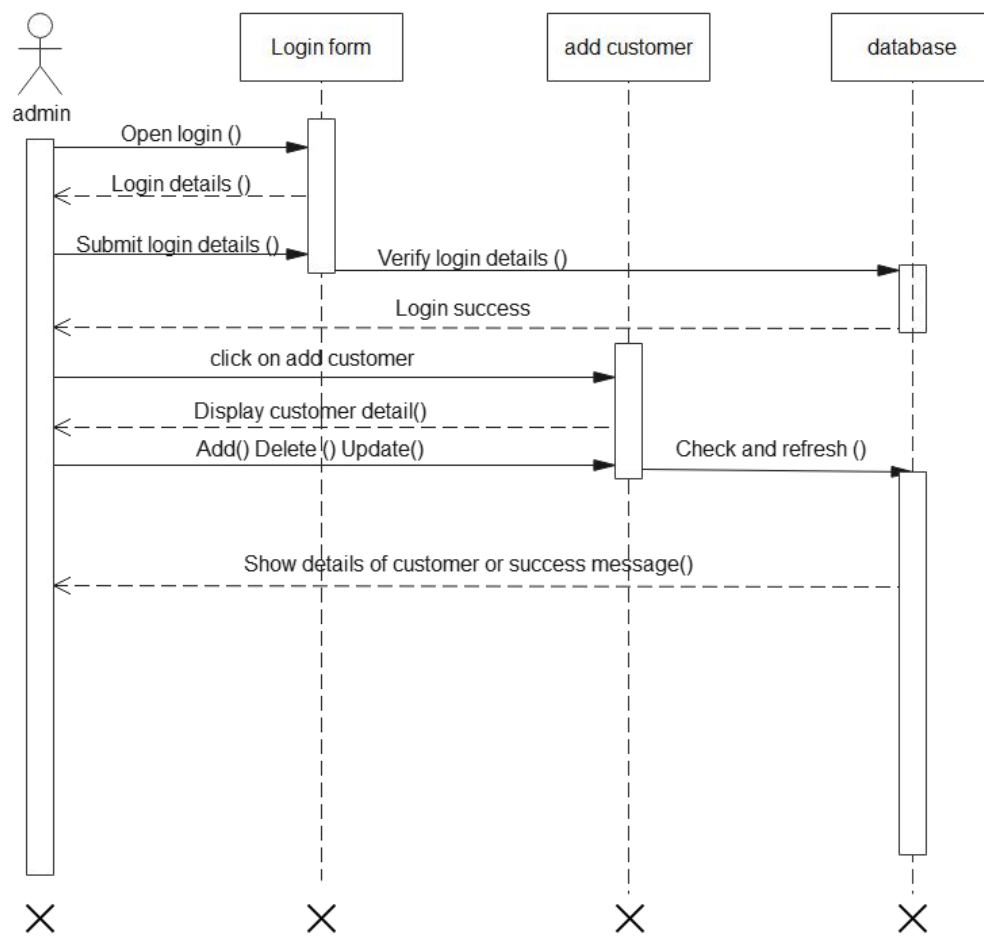 Login form
add customer
database
admin
Open login ()
Login details ()
Submit login details ()
Verify login details ()
Login success
click on add customer
Display customer detail()
Add() Delete () Update()
Check and refresh ()
Show details of customer or success message()